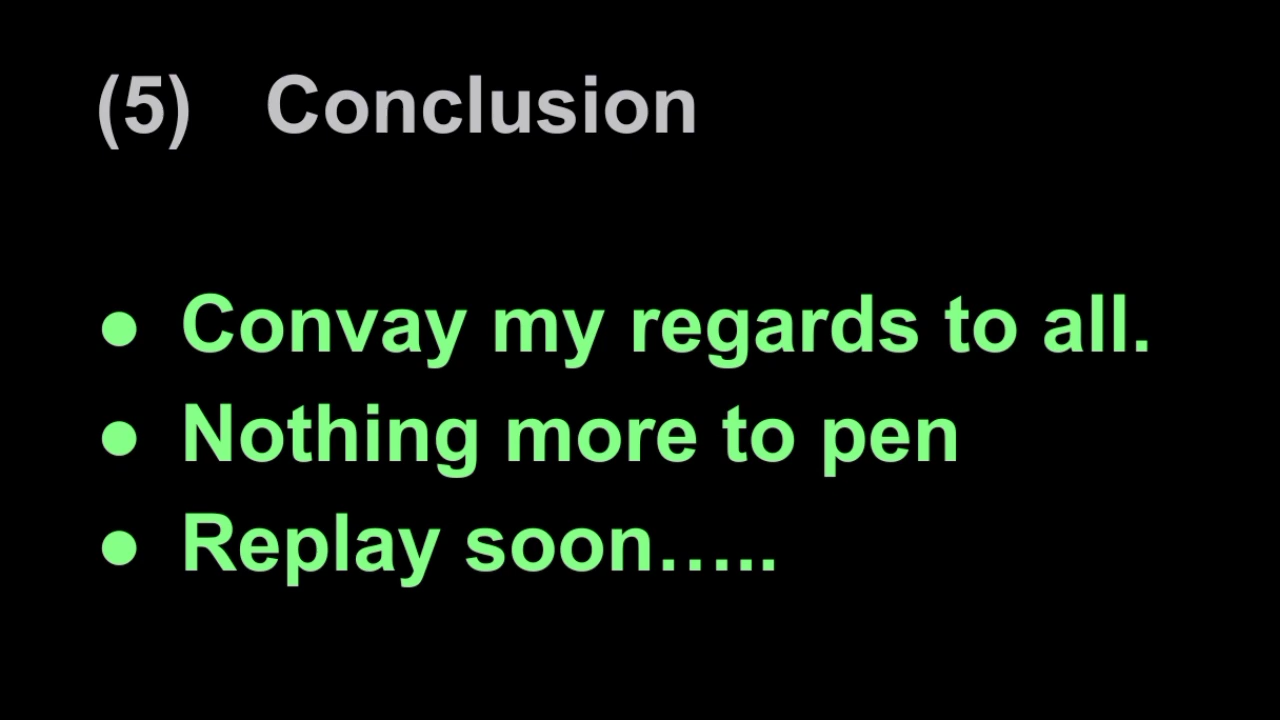 (5) Conclusion
● Convay my regards to all.
● Nothing more to pen
● Replay soon…..